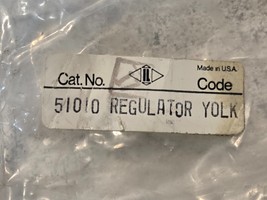 Made in U.S.A.
Cat. No. Code
51010 REGULATOR YOLK